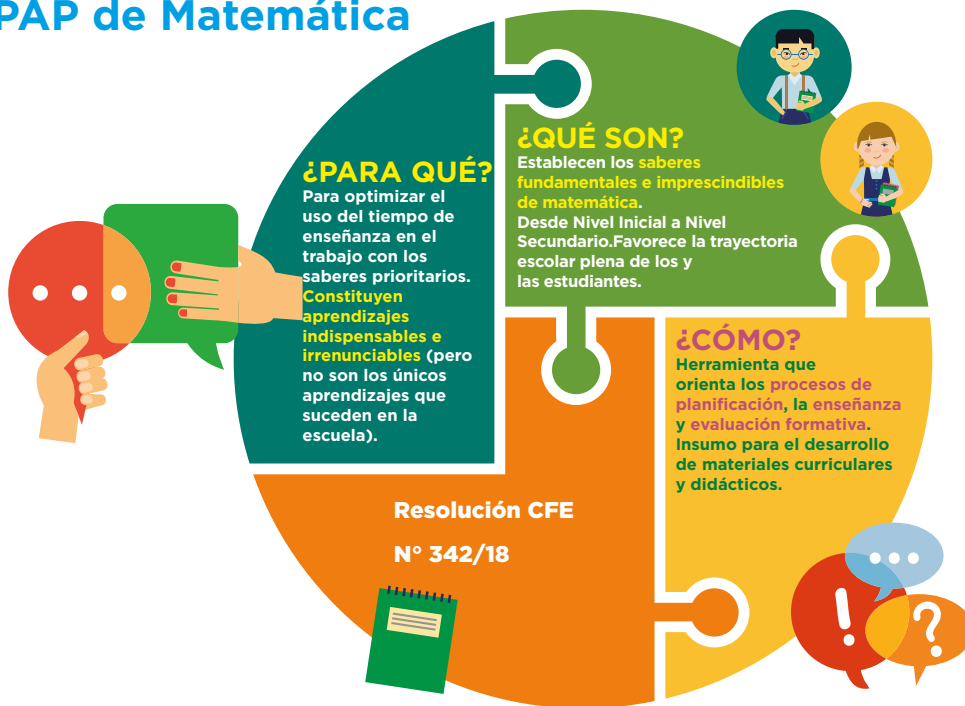 PAP de Matemática
¿PARA QUÉ?
Para optimizar el
uso del tiempo de
enseñanza en el
trabajo con los
saberes prioritarios.
Constituyen
aprendizajes
indispensables e
irrenunciables (pero
no son los únicos
aprendizajes que
suceden en la
escuela).
¿QUÉ SON?
Establecen los saberes
fundamentales e imprescindibles
de matemática.
Desde Nivel Inicial a Nivel
Secundario.Favorece la trayectoria
escolar plena de los y
las estudiantes.
¿CÓMO?
Herramienta que
orienta los procesos de
planificación, la enseñanza
y evaluación formativa.
Insumo para el desarrollo
de materiales curriculares
y didácticos.
Resolución CFE
N° 342/18
! ?